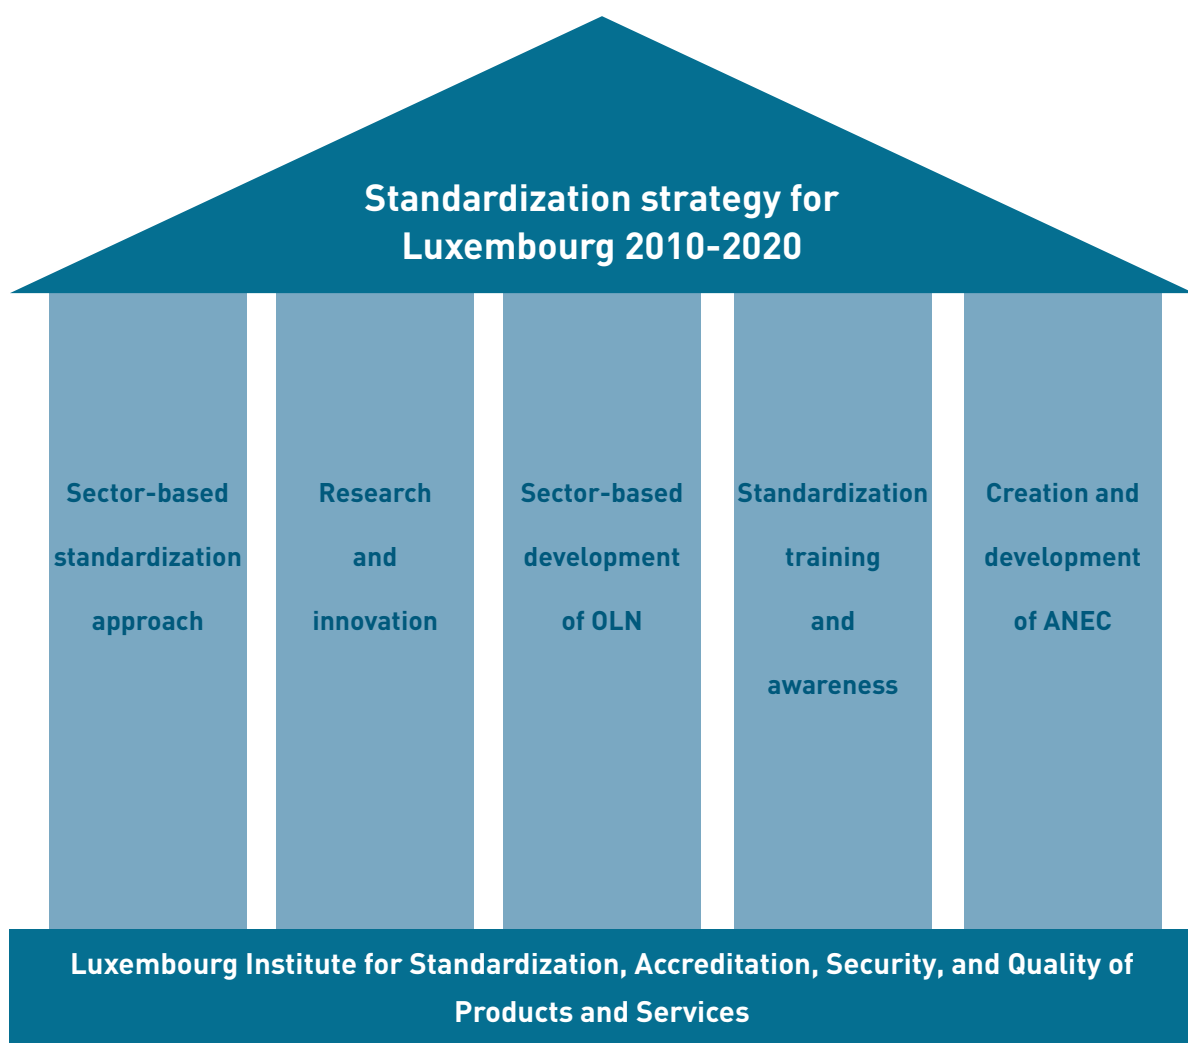 Standardization strategy for
Luxembourg 2010-2020
Sector-based
standardization
approach
Research
and
innovation
Sector-based
development
of OLN
Standardization
training
and
awareness
Creation and
development
of ANEC
Luxembourg Institute for Standardization, Accreditation, Security, and Quality of
Products and Services